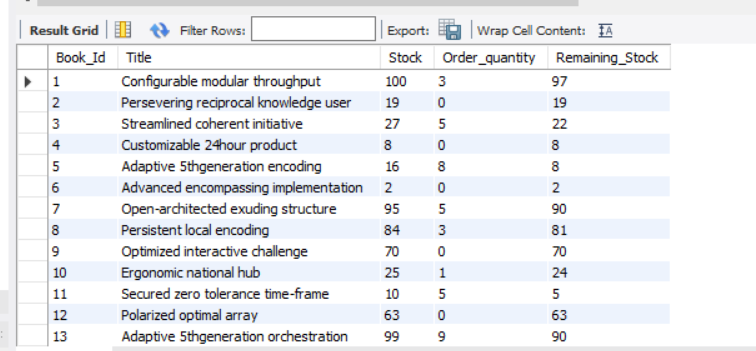 Result Grid Filter Rows: Export: Wrap Cell Content: IA
Book_Id Title Stock Order_quantity Remaining_Stock
1 Configurable modular throughput 100 3 97
2 Persevering reciprocal knowledge user 19 0 19
3 Streamlined coherent initiative 27 5 22
4 Customizable 24hour product 8 0 8
5 Adaptive 5thgeneration encoding 16 8 8
6 Advanced encompassing implementation 2 0 2
7 Open-architected exuding structure 95 5 90
8 Persistent local encoding 84 3 81
9 Optimized interactive challenge 70 0 70
10 Ergonomic national hub 25 1 24
11 Secured zero tolerance time-frame 10 5 5
12 Polarized optimal array 63 0 63
13 Adaptive 5thgeneration orchestration 99 9 90